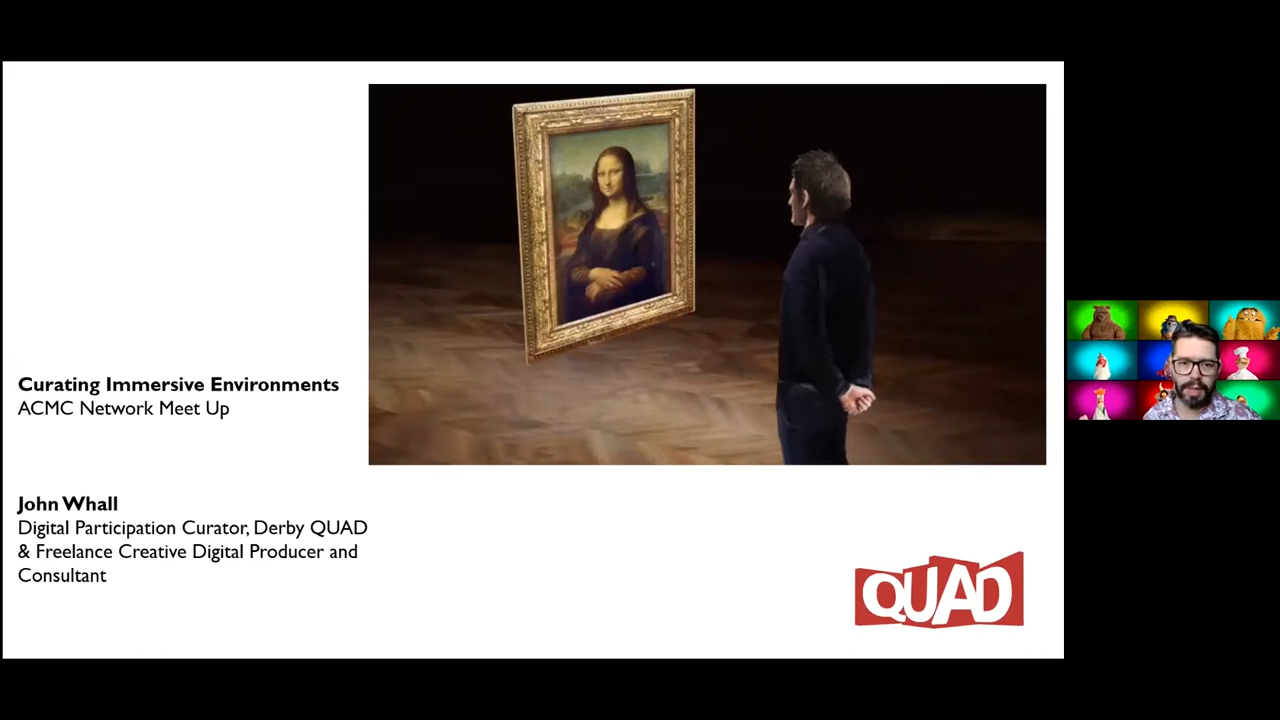 Curating Immersive Environments
ACMC Network Meet Up
John Whall
Digital Participation Curator, Derby QUAD
& Freelance Creative Digital Producer and
Consultant
QUAD